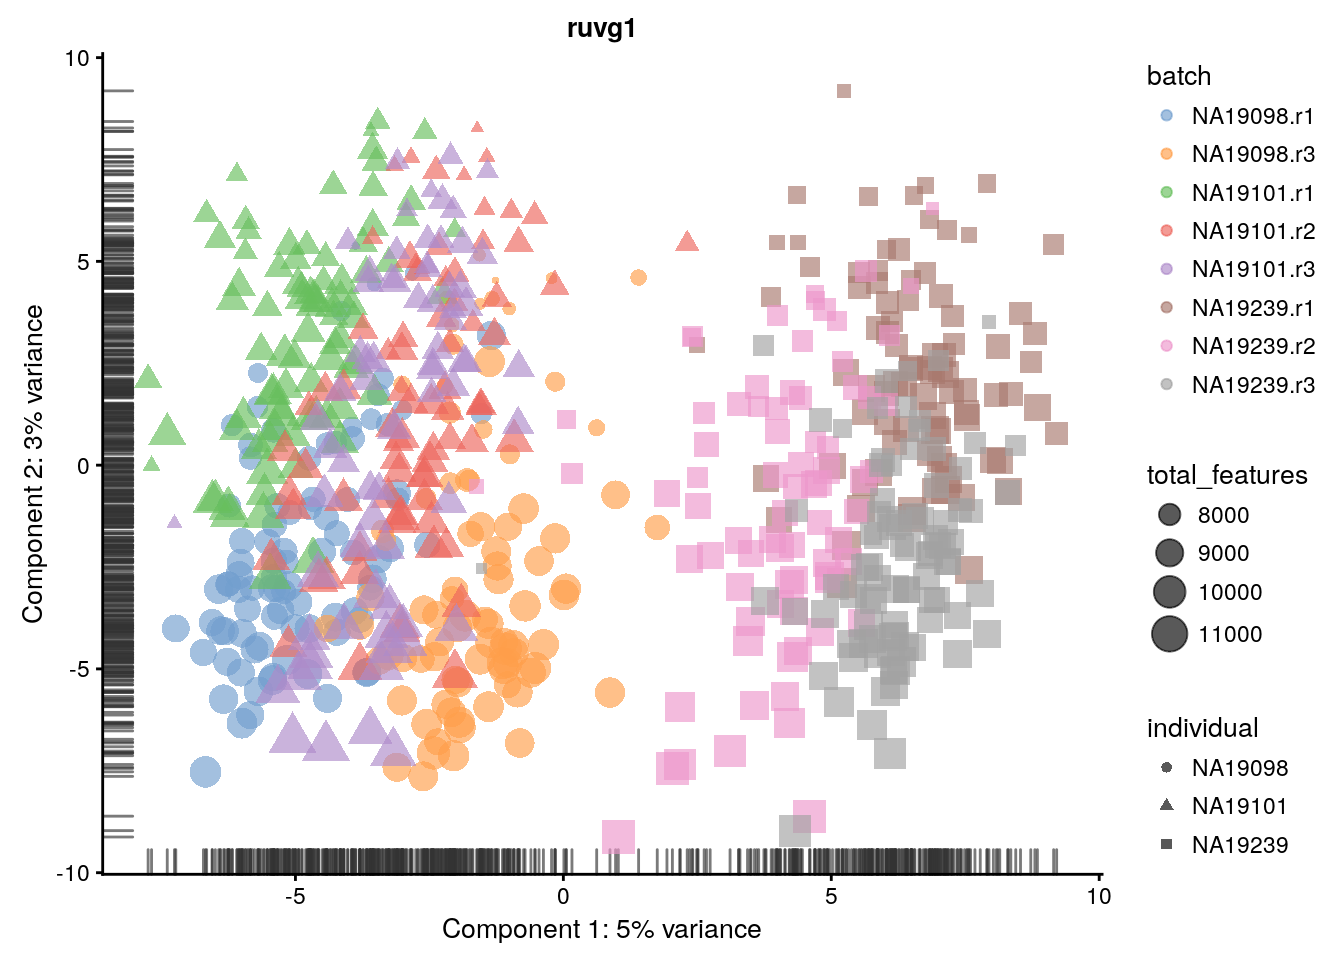 ruvg1
10
5
0
-5
-10
Component 2: 3% variance
-5
0
5
10
Component 1: 5% variance
batch
NA19098.r1
NA19098.r3
NA19101.r1
NA19101.r2
NA19101.r3
NA19239.r1
NA19239.r2
NA19239.r3
total_features
8000
9000
10000
11000
individual
NA19098
NA19101
NA19239